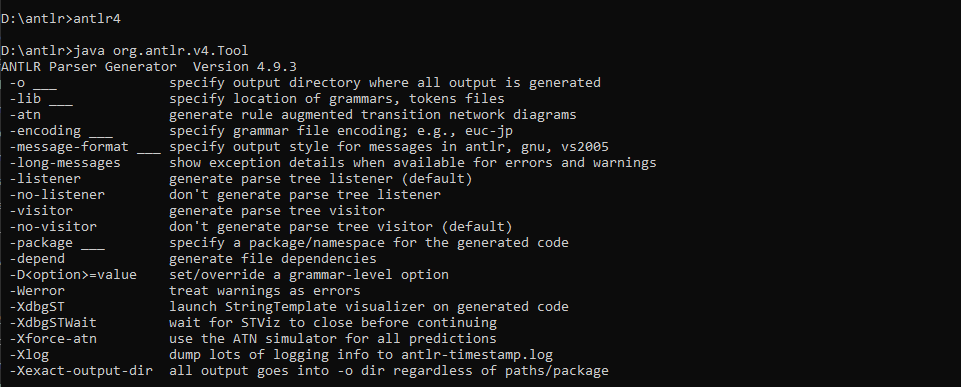 D:\antlr>antlr4
D:\antlr>java org.antlr.v4.Tool
ANTLR Parser Generator  Version 4.9.3
 -o ___              specify output directory where all output is generated
 -lib ___            specify location of grammars, tokens files
 -atn                generate rule augmented transition network diagrams
 -encoding ___       specify grammar file encoding; e.g., euc-jp
 -message-format ___ specify output style for messages in antlr, gnu, vs2005
 -long-messages      show exception details when available for errors and warnings
 -listener           generate parse tree listener (default)
 -no-listener        don't generate parse tree listener
 -visitor            generate parse tree visitor
 -no-visitor         don't generate parse tree visitor (default)
 -package ___        specify a package/namespace for the generated code
 -depend             generate file dependencies
 -D<option>=value    set/override a grammar-level option
 -Werror             treat warnings as errors
 -XdbgST             launch StringTemplate visualizer on generated code
 -XdbgSTWait         wait for STViz to close before continuing
 -Xforce-atn         use the ATN simulator for all predictions
 -Xlog               dump lots of logging info to antlr-timestamp.log
 -Xexact-output-dir  all output goes into -o dir regardless of paths/package